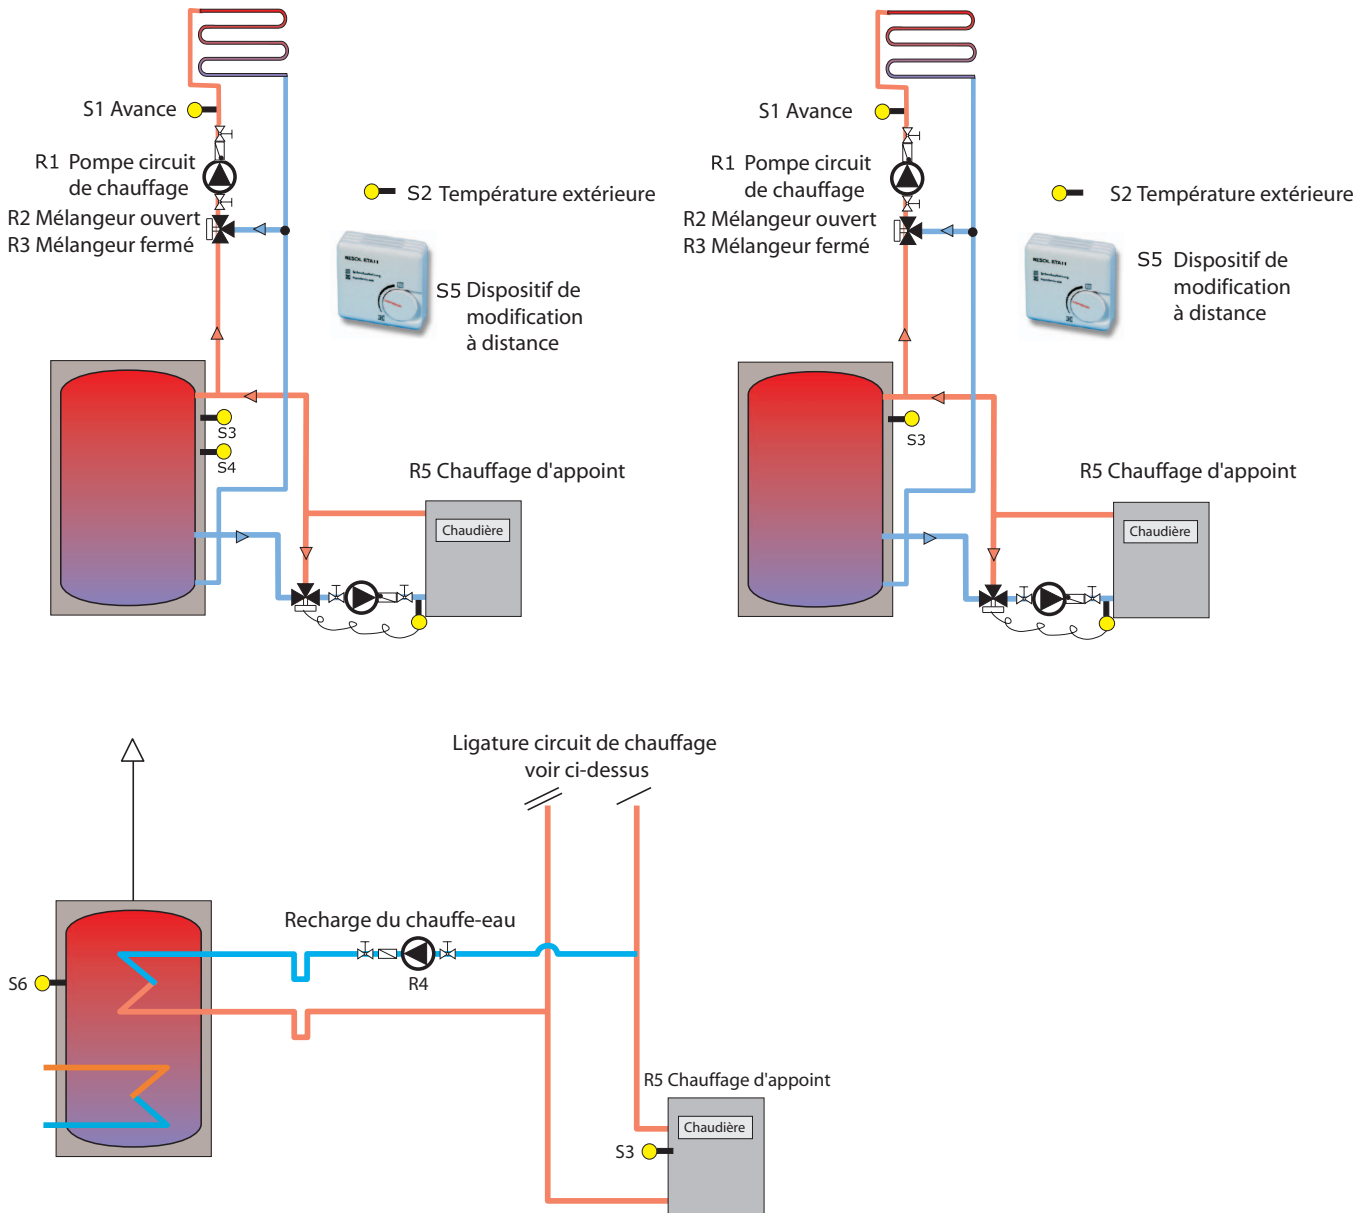 S1 Avance
R1 Pompe circuit
de chauffage
R2 Mélangeur ouvert
R3 Mélangeur fermé
S2 Température extérieure
S5 Dispositif de
modification
à distance
S3
S4
R5 Chauffage d'appoint
Chaudière
S1 Avance
R1 Pompe circuit
de chauffage
R2 Mélangeur ouvert
R3 Mélangeur fermé
S2 Température extérieure
S5 Dispositif de
modification
à distance
S3
R5 Chauffage d'appoint
Chaudière
Ligature circuit de chauffage
voir ci-dessus
Recharge du chauffe-eau
R4
S6
R5 Chauffage d'appoint
Chaudière
S3